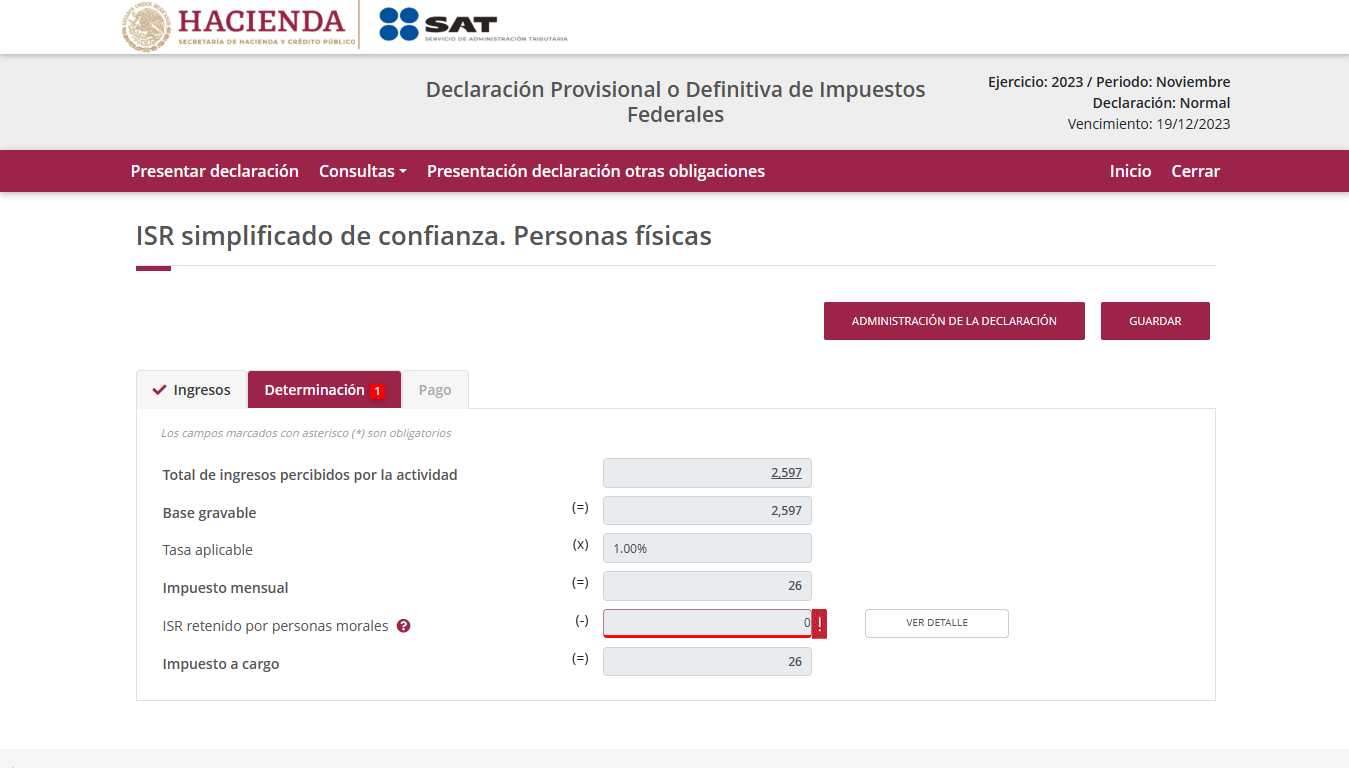 HACIENDA
SECRETARÍA DE HACIENDA Y CRÉDITO PÚBLICO
SAT
SERVICIO DE ADMINISTRACIÓN TRIBUTARIA
Declaración Provisional o Definitiva de Impuestos
Federales
Ejercicio: 2023 / Periodo: Noviembre
Declaración: Normal
Vencimiento: 19/12/2023
Presentar declaración Consultas Presentación declaración otras obligaciones Inicio Cerrar
ISR simplificado de confianza. Personas físicas
ADMINISTRACIÓN DE LA DECLARACIÓN GUARDAR
Ingresos Determinación 1 Pago
Los campos marcados con asterisco (*) son obligatorios
Total de ingresos percibidos por la actividad 2,597
Base gravable (=) 2,597
Tasa aplicable (x) 1.00%
Impuesto mensual (=) 26
ISR retenido por personas morales ? (-) 0 ! VER DETALLE
Impuesto a cargo (=) 26